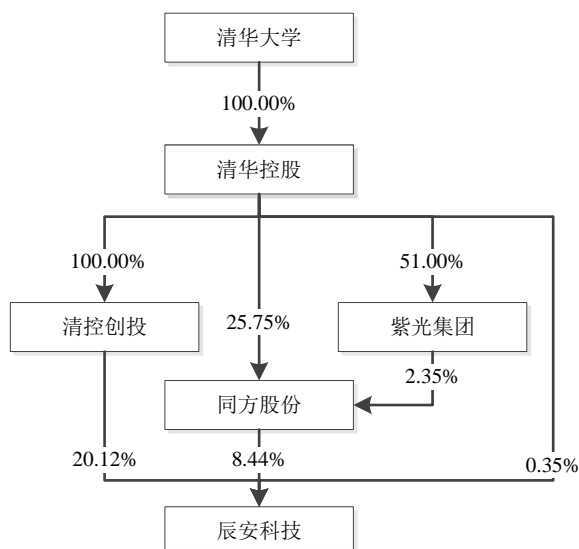 清华大学
100.00%
清华控股
100.00%
51.00%
清控创投
25.75%
紫光集团
2.35%
同方股份
20.12%
8.44%
0.35%
辰安科技